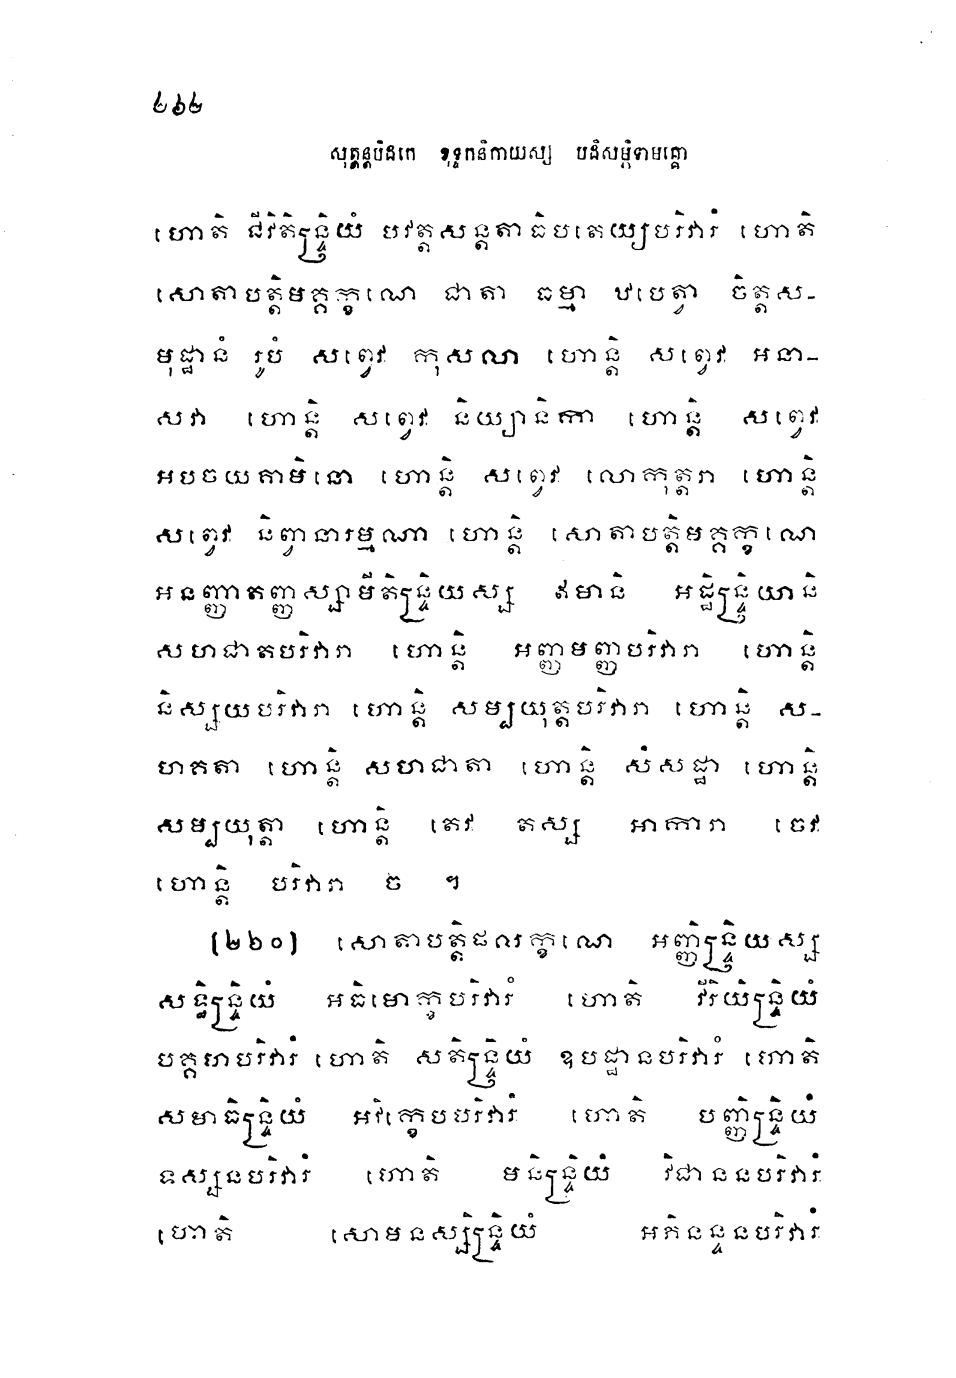 ២៦២
សុត្តន្តបិដកេ ខុទ្ទកនិកាយស្ស បដិសម្ភិទាមគ្គោ
ហោតិ ជីវិតិន្ទ្រិយំ បវត្តសន្តតាធិបតេយ្យបរិវារំ ហោតិ
សោតាបត្តិមគ្គក្ខណេ ជាតា ធម្មា ឋបេត្វា ចិត្តស-
មុដ្ឋានំ រូបំ សព្វេវ កុសលា ហោន្តិ សព្វេវ អនា-
សវា ហោន្តិ សព្វេវ និយ្យានិកា ហោន្តិ សព្វេវ
អបចយគាមិនោ ហោន្តិ សព្វេវ លោកុត្តរា ហោន្តិ
សព្វេវ និព្វានារម្មណា ហោន្តិ សោតាបត្តិមគ្គក្ខណេ
អនញ្ញាតញ្ញស្សាមីតិន្ទ្រិយស្ស ឥមានិ អដ្ឋិន្ទ្រិយានិ
សហជាតបរិវារា ហោន្តិ អញ្ញមញ្ញបរិវារា ហោន្តិ
និស្សយបរិវារា ហោន្តិ សម្បយុត្តបរិវារា ហោន្តិ ស-
ហគតា ហោន្តិ សហជាតា ហោន្តិ សំសដ្ឋា ហោន្តិ
សម្បយុត្តា ហោន្តិ តេវ តស្ស អាការា ចេវ
ហោន្តិ បរិវារា ច ។
(២២០) សោតាបត្តិផលក្ខណេ អញ្ញិន្ទ្រិយស្ស
សទ្ធិន្ទ្រិយំ អធិមោក្ខបរិវារំ ហោតិ វីរិយិន្ទ្រិយំ
បគ្គហបរិវារំ ហោតិ សតិន្ទ្រិយំ ឧបដ្ឋានបរិវារំ ហោតិ
សមាធិន្ទ្រិយំ អវិក្ខេបបរិវារំ ហោតិ បញ្ញិន្ទ្រិយំ
ទស្សនបរិវារំ ហោតិ មនិន្ទ្រិយំ វិជាននបរិវារំ
ហោតិ សោមនស្សិន្ទ្រិយំ អភិនន្ទនបរិវារំ